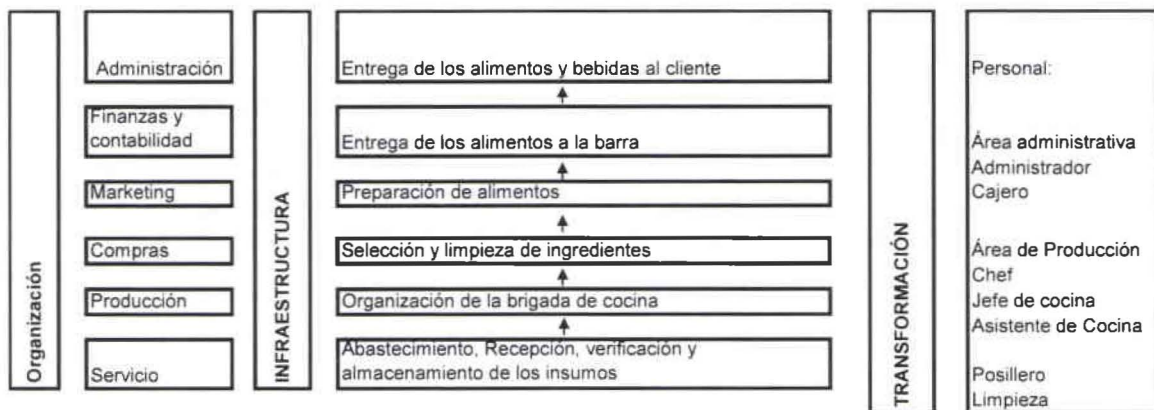 Organización
Administración
Finanzas y
contabilidad
Marketing
Compras
Producción
Servicio
INFRAESTRUCTURA
Entrega de los alimentos y bebidas al cliente
Entrega de los alimentos a la barra
Preparación de alimentos
Selección y limpieza de ingredientes
Organización de la brigada de cocina
Abastecimiento, Recepción, verificación y
almacenamiento de los insumos
TRANSFORMACIÓN
Personal:
Área administrativa
Administrador
Cajero
Área de Producción
Chef
Jefe de cocina
Asistente de Cocina
Posillero
Limpieza